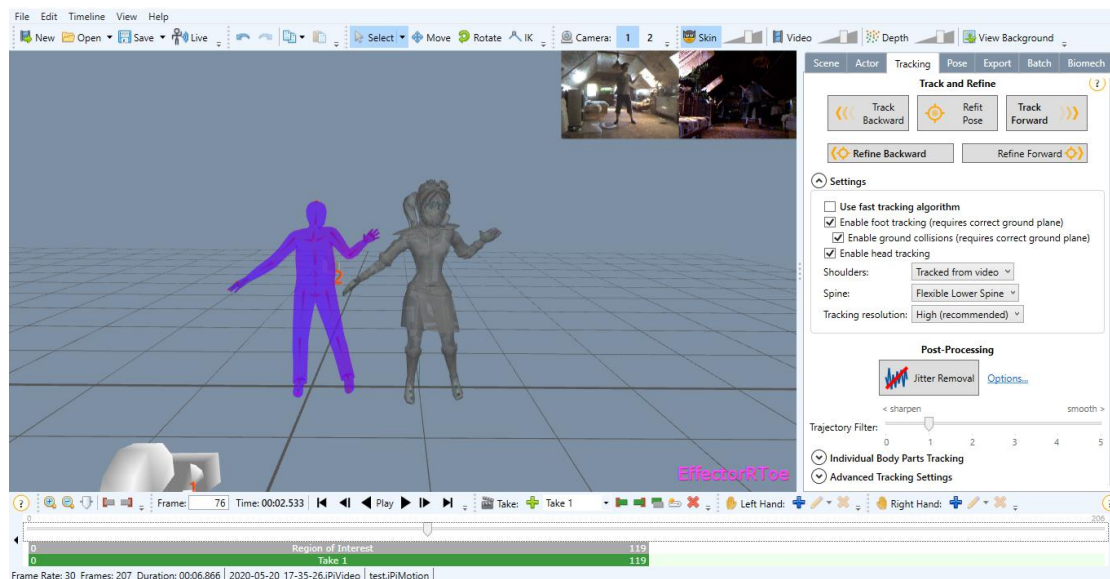 File Edit Timeline View Help
New Open Save Live Select Move Rotate IK Camera: 1 2 Skin Video Depth View Background
Scene Actor Tracking Pose Export Batch Biomech
Track and Refine ?
Track Backward
Refit Pose
Track Forward
Refine Backward Refine Forward
Settings
Use fast tracking algorithm
Enable foot tracking (requires correct ground plane)
Enable ground collisions (requires correct ground plane)
Enable head tracking
Shoulders: Tracked from video
Spine: Flexible Lower Spine
Tracking resolution: High (recommended)
Post-Processing
Jitter Removal Options...
< sharpen smooth >
Trajectory Filter:
0 1 2 3 4 5
Individual Body Parts Tracking
Advanced Tracking Settings
2
1
EffectorRToe
? Frame: 76 Time: 00:02.533 Play Take: Take 1 Left Hand: Right Hand:
0 206
0 Region of Interest 119
0 Take 1 119
Frame Rate: 30 Frames: 207 Duration: 00:06.866 2020-05-20_17-35-26.iPiVideo test.iPiMotion